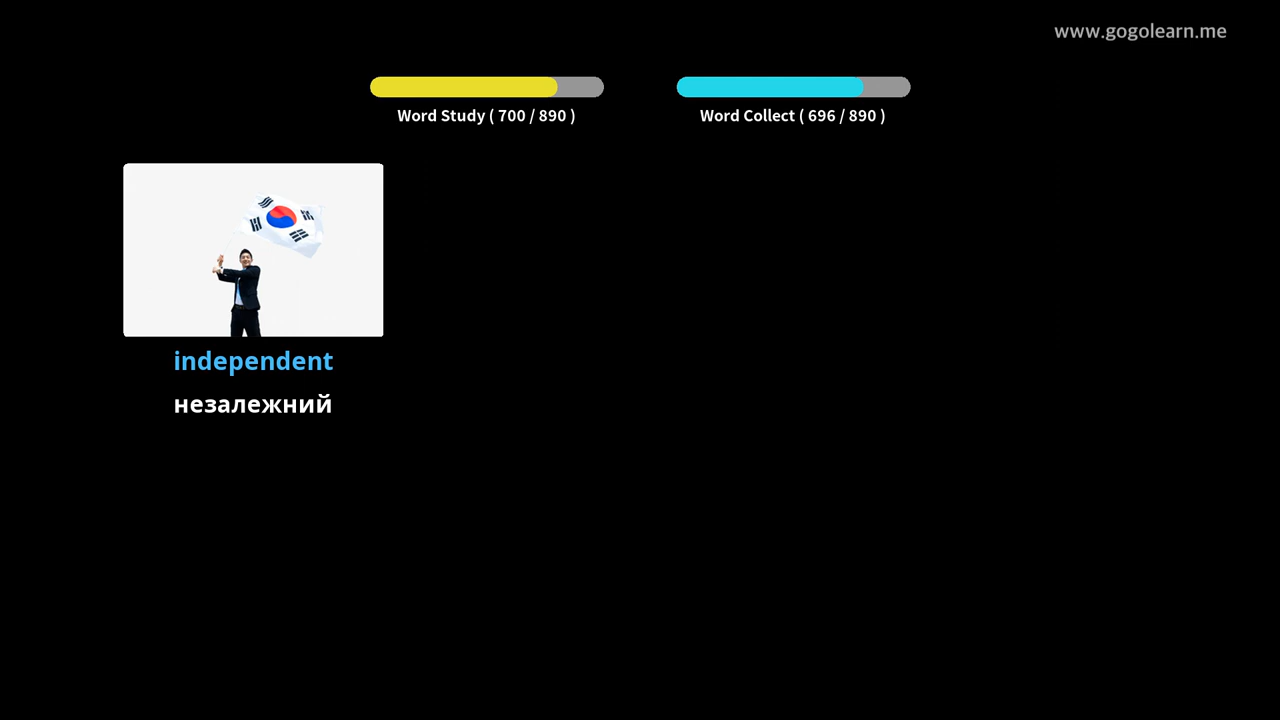 www.gogolearn.me
Word Study ( 700 / 890 )
Word Collect ( 696 / 890 )
independent
незалежний